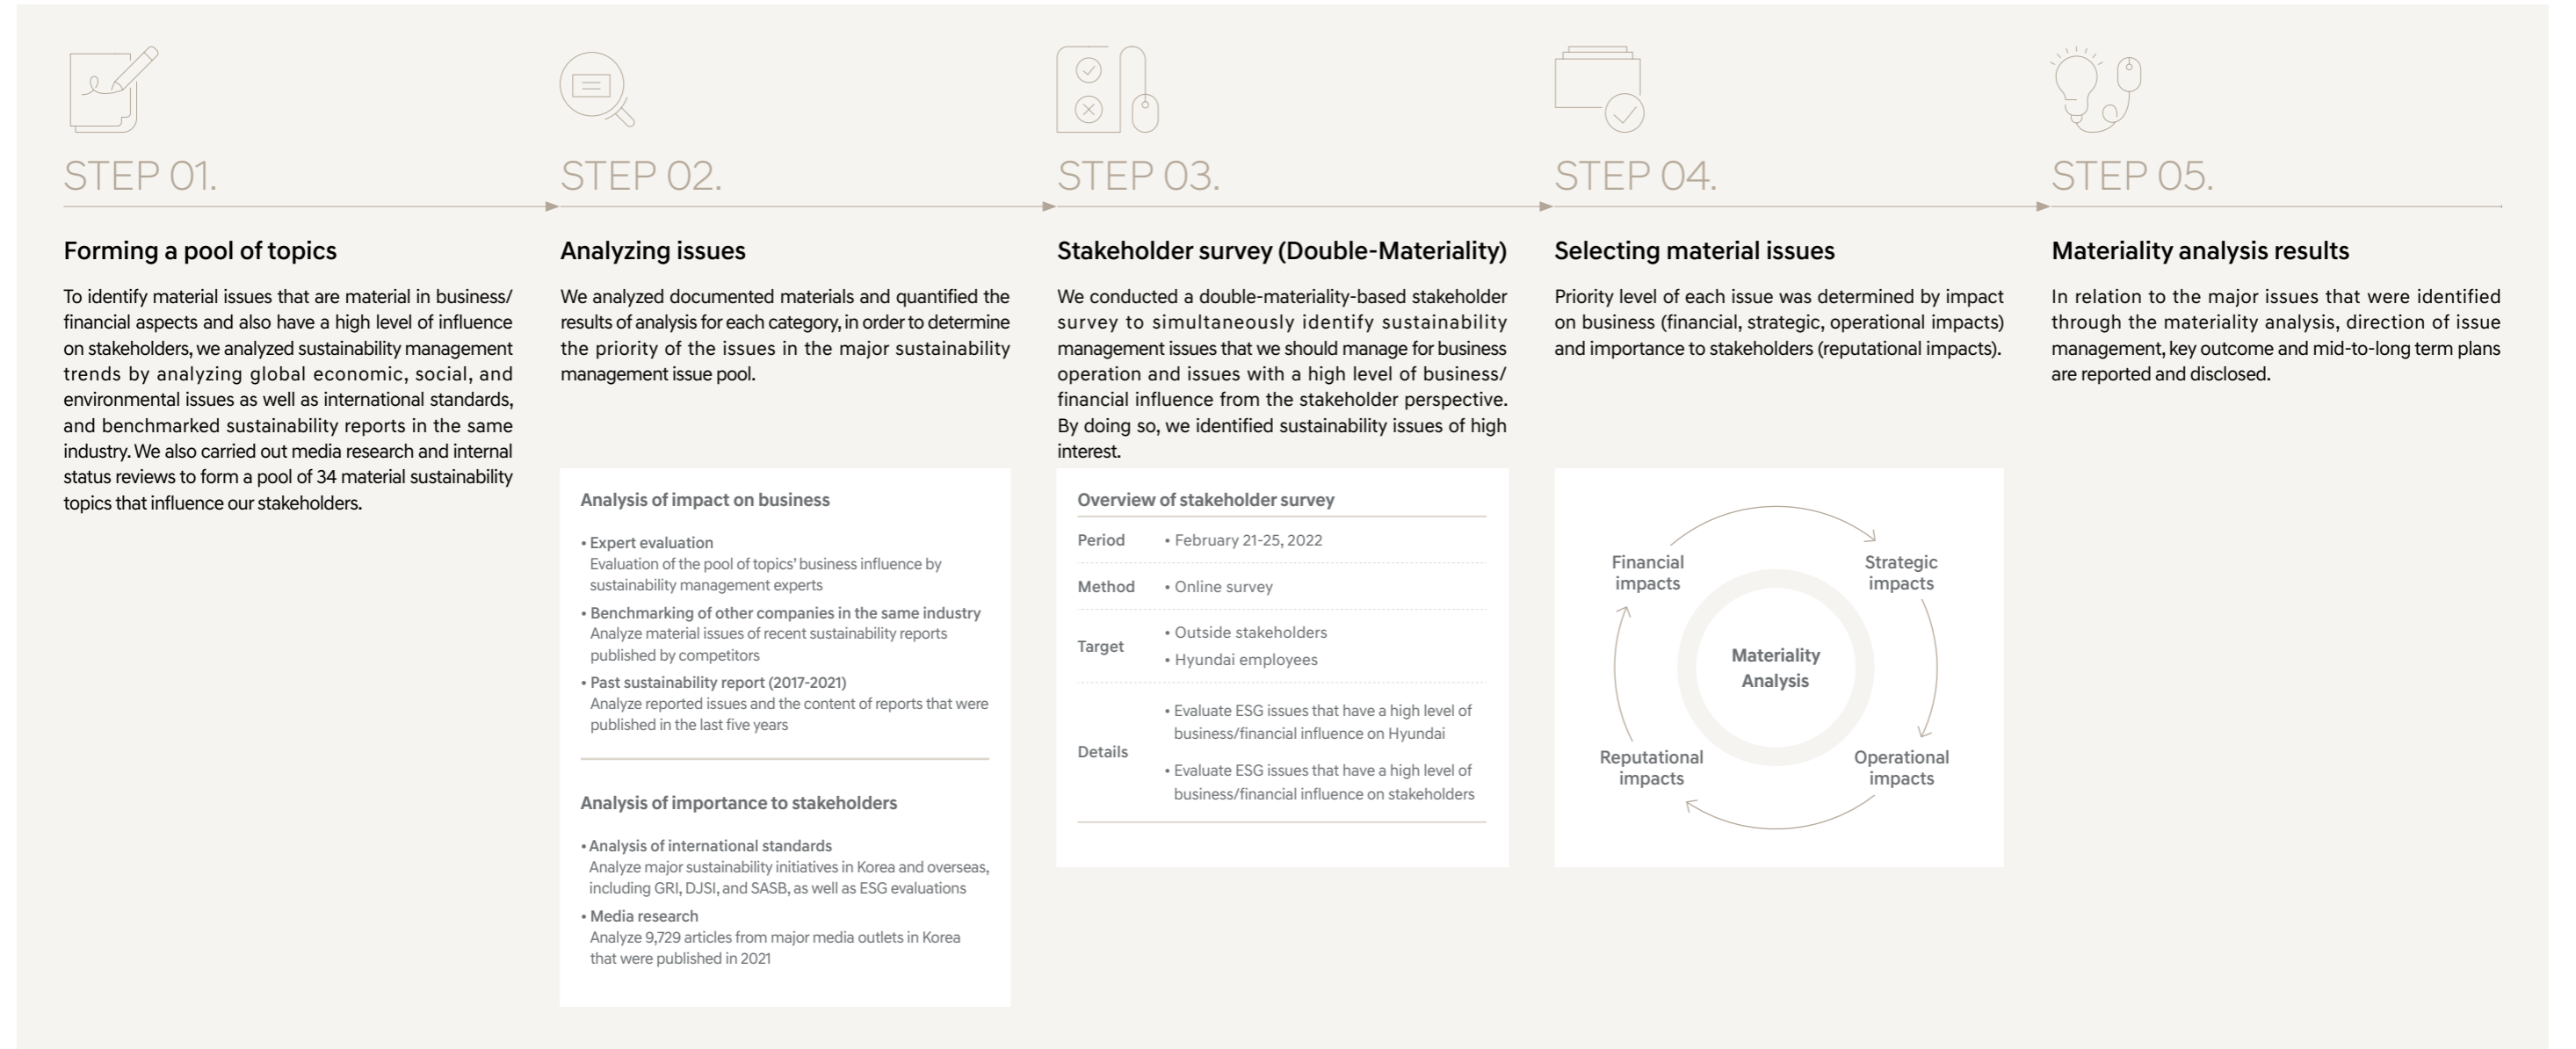 STEP 01.
Forming a pool of topics
To identify material issues that are material in business/
financial aspects and also have a high level of influence
on stakeholders, we analyzed sustainability management
trends by analyzing global economic, social, and
environmental issues as well as international standards,
and benchmarked sustainability reports in the same
industry. We also carried out media research and internal
status reviews to form a pool of 34 material sustainability
topics that influence our stakeholders.
STEP 02.
Analyzing issues
We analyzed documented materials and quantified the
results of analysis for each category, in order to determine
the priority of the issues in the major sustainability
management issue pool.
Analysis of impact on business
• Expert evaluation
Evaluation of the pool of topics' business influence by
sustainability management experts
• Benchmarking of other companies in the same industry
Analyze material issues of recent sustainability reports
published by competitors
• Past sustainability report (2017-2021)
Analyze reported issues and the content of reports that were
published in the last five years
Analysis of importance to stakeholders
• Analysis of international standards
Analyze major sustainability initiatives in Korea and overseas,
including GRI, DJSI, and SASB, as well as ESG evaluations
• Media research
Analyze 9,729 articles from major media outlets in Korea
that were published in 2021
STEP 03.
Stakeholder survey (Double-Materiality)
We conducted a double-materiality-based stakeholder
survey to simultaneously identify sustainability
management issues that we should manage for business
operation and issues with a high level of business/
financial influence from the stakeholder perspective.
By doing so, we identified sustainability issues of high
interest.
Overview of stakeholder survey
Period • February 21-25, 2022
Method • Online survey
Target • Outside stakeholders
• Hyundai employees
Details • Evaluate ESG issues that have a high level of
business/financial influence on Hyundai
• Evaluate ESG issues that have a high level of
business/financial influence on stakeholders
STEP 04.
Selecting material issues
Priority level of each issue was determined by impact
on business (financial, strategic, operational impacts)
and importance to stakeholders (reputational impacts).
Financial
impacts
Strategic
impacts
Materiality
Analysis
Reputational
impacts
Operational
impacts
STEP 05.
Materiality analysis results
In relation to the major issues that were identified
through the materiality analysis, direction of issue
management, key outcome and mid-to-long term plans
are reported and disclosed.